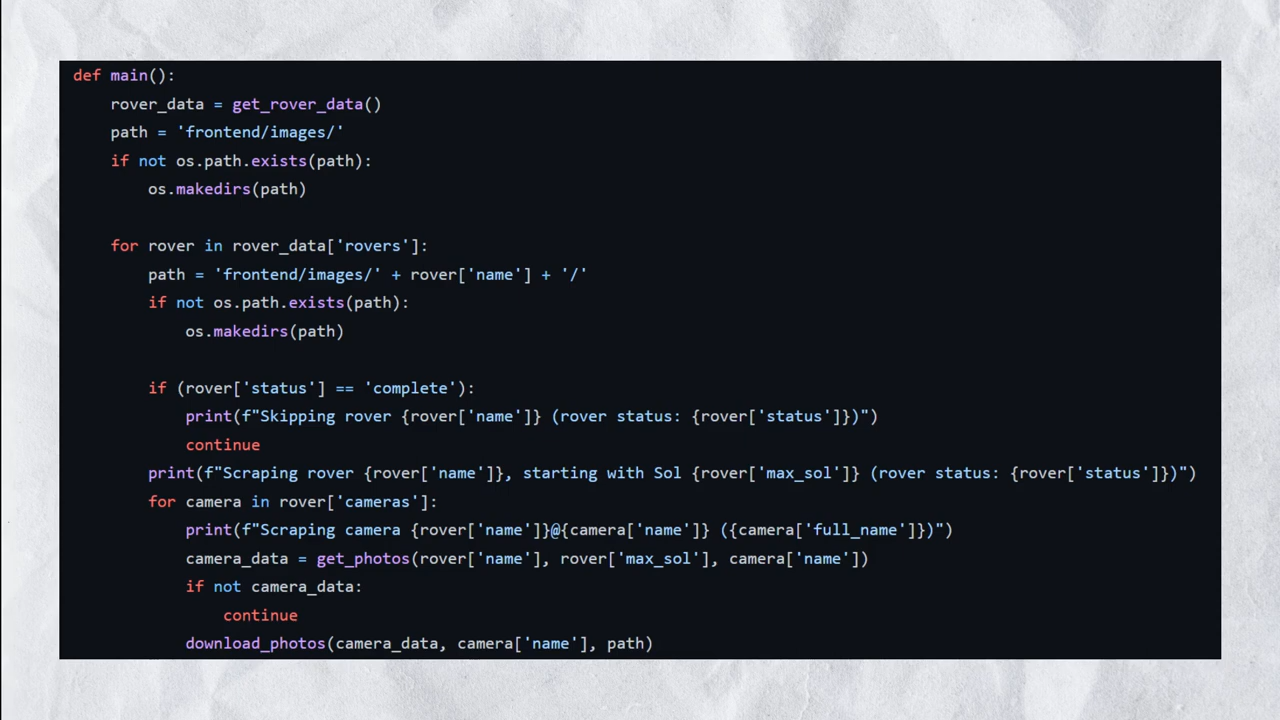 def main():
    rover_data = get_rover_data()
    path = 'frontend/images/'
    if not os.path.exists(path):
        os.makedirs(path)

    for rover in rover_data['rovers']:
        path = 'frontend/images/' + rover['name'] + '/'
        if not os.path.exists(path):
            os.makedirs(path)

        if (rover['status'] == 'complete'):
            print(f"Skipping rover {rover['name']} (rover status: {rover['status']})")
            continue
        print(f"Scraping rover {rover['name']}, starting with Sol {rover['max_sol']} (rover status: {rover['status']})")
        for camera in rover['cameras']:
            print(f"Scraping camera {rover['name']}@{camera['name']} ({camera['full_name']})")
            camera_data = get_photos(rover['name'], rover['max_sol'], camera['name'])
            if not camera_data:
                continue
            download_photos(camera_data, camera['name'], path)